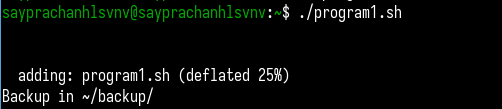 sayprachanhlsvnv@sayprachanhlsvnv:~$ ./program1.sh
adding: program1.sh (deflated 25%)
Backup in ~/backup/